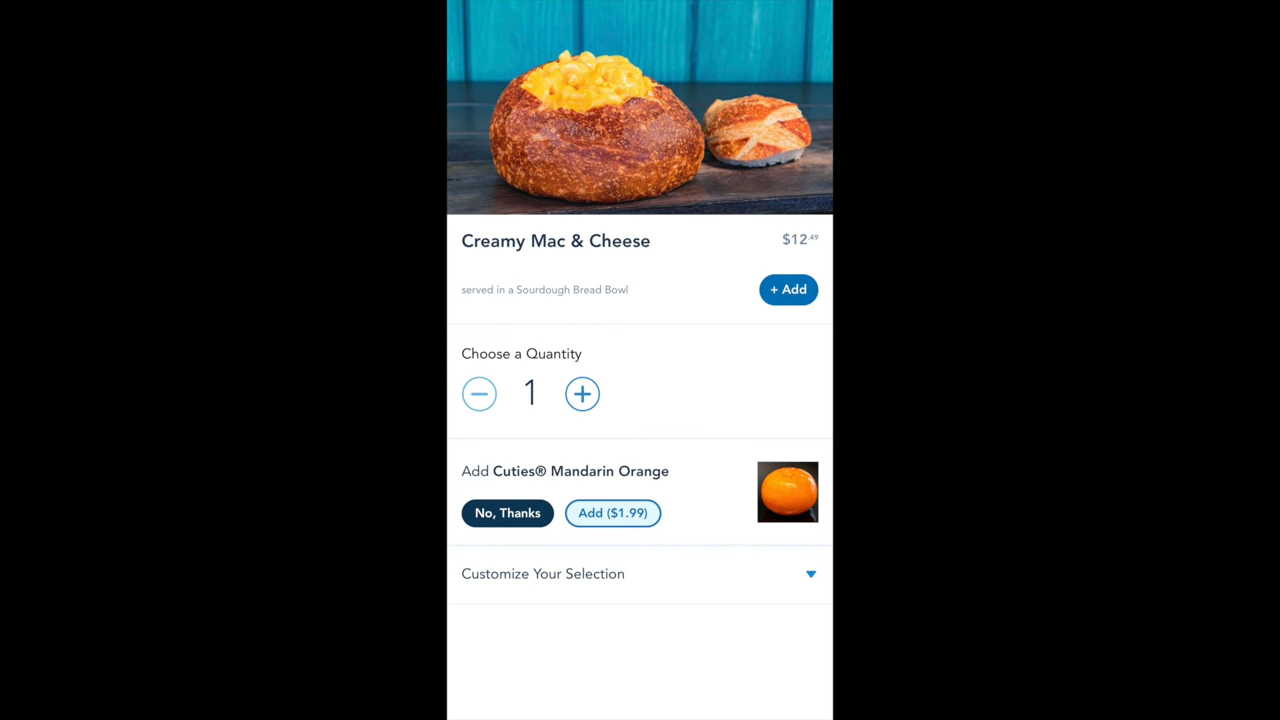 Creamy Mac & Cheese
$12.49
served in a Sourdough Bread Bowl
+ Add
Choose a Quantity
1
Add Cuties® Mandarin Orange
No, Thanks
Add ($1.99)
Customize Your Selection